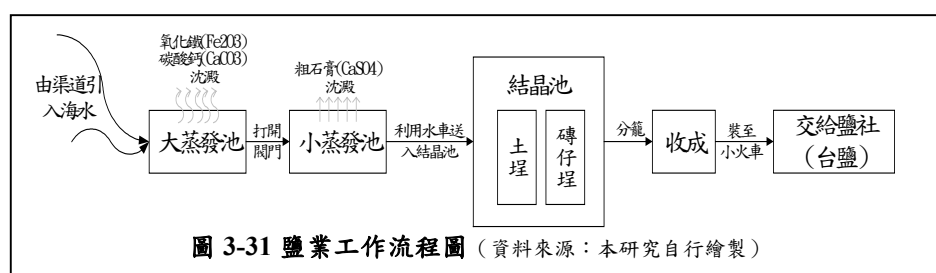 氧化鐵(Fe2O3)
碳酸鈣(CaCO3)
沈澱
粗石膏(CaSO4)
沈澱
由渠道引
入海水
大蒸發池
打開
閥門
小蒸發池
利用水車送
入結晶池
結晶池
土埕
磚仔埕
分籠
收成
裝至
小火車
交給鹽社
（台鹽）
圖 3-31 鹽業工作流程圖（資料來源：本研究自行繪製）